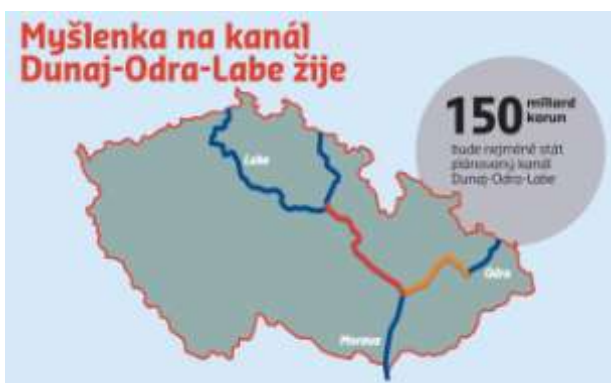 Myšlenka na kanál
Dunaj-Odra-Labe žije
150 miliard
korun
bude nejméně stát
plánovaný kanál
Dunaj-Odra-Labe
Labe
Odra
Morava